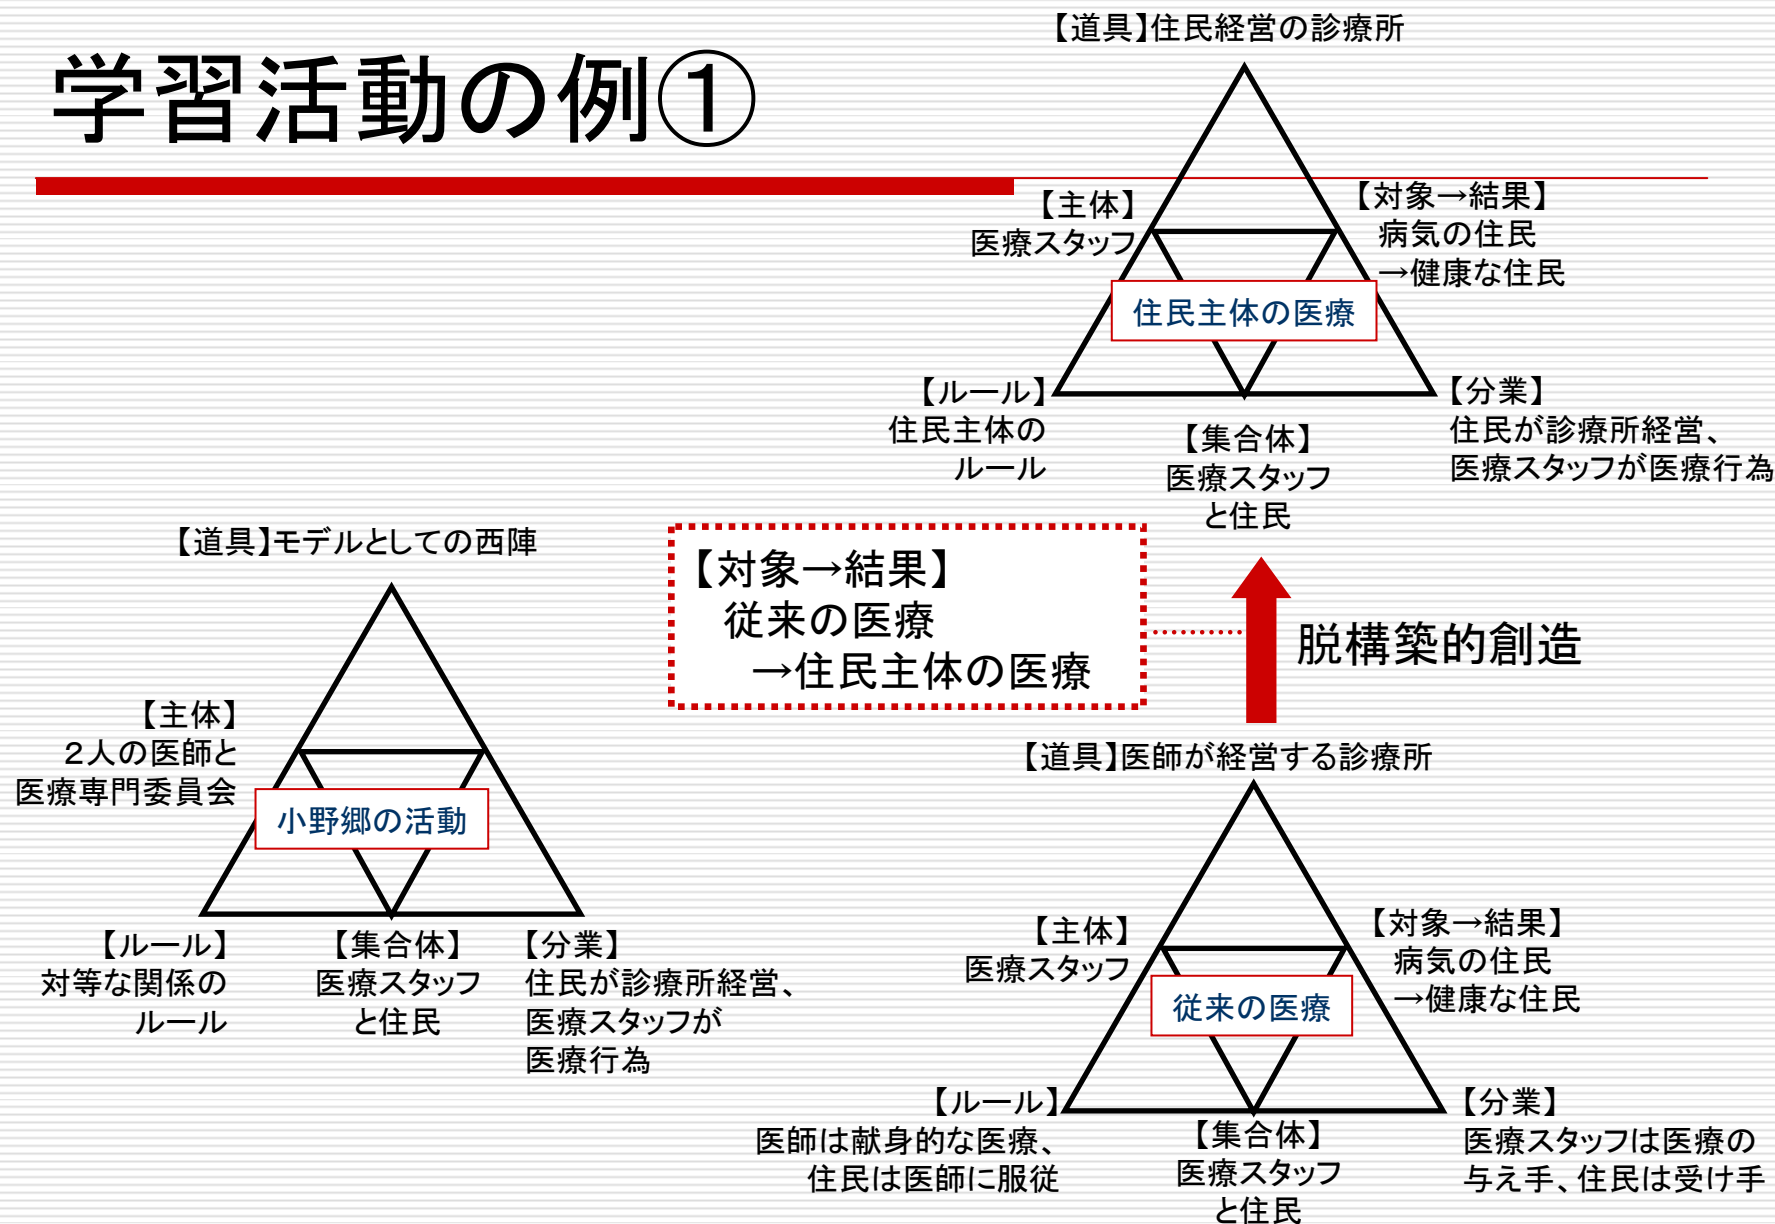 学習活動の例①
【道具】住民経営の診療所
【主体】
医療スタッフ
【対象→結果】
病気の住民
→健康な住民
住民主体の医療
【ルール】
住民主体の
ルール
【集合体】
医療スタッフ
と住民
【分業】
住民が診療所経営、
医療スタッフが医療行為
【道具】モデルとしての西陣
【主体】
２人の医師と
医療専門委員会
小野郷の活動
【ルール】
対等な関係の
ルール
【集合体】
医療スタッフ
と住民
【分業】
住民が診療所経営、
医療スタッフが
医療行為
【対象→結果】
従来の医療
→住民主体の医療
脱構築的創造
【道具】医師が経営する診療所
【主体】
医療スタッフ
【対象→結果】
病気の住民
→健康な住民
従来の医療
【ルール】
医師は献身的な医療、
住民は医師に服従
【集合体】
医療スタッフ
と住民
【分業】
医療スタッフは医療の
与え手、住民は受け手